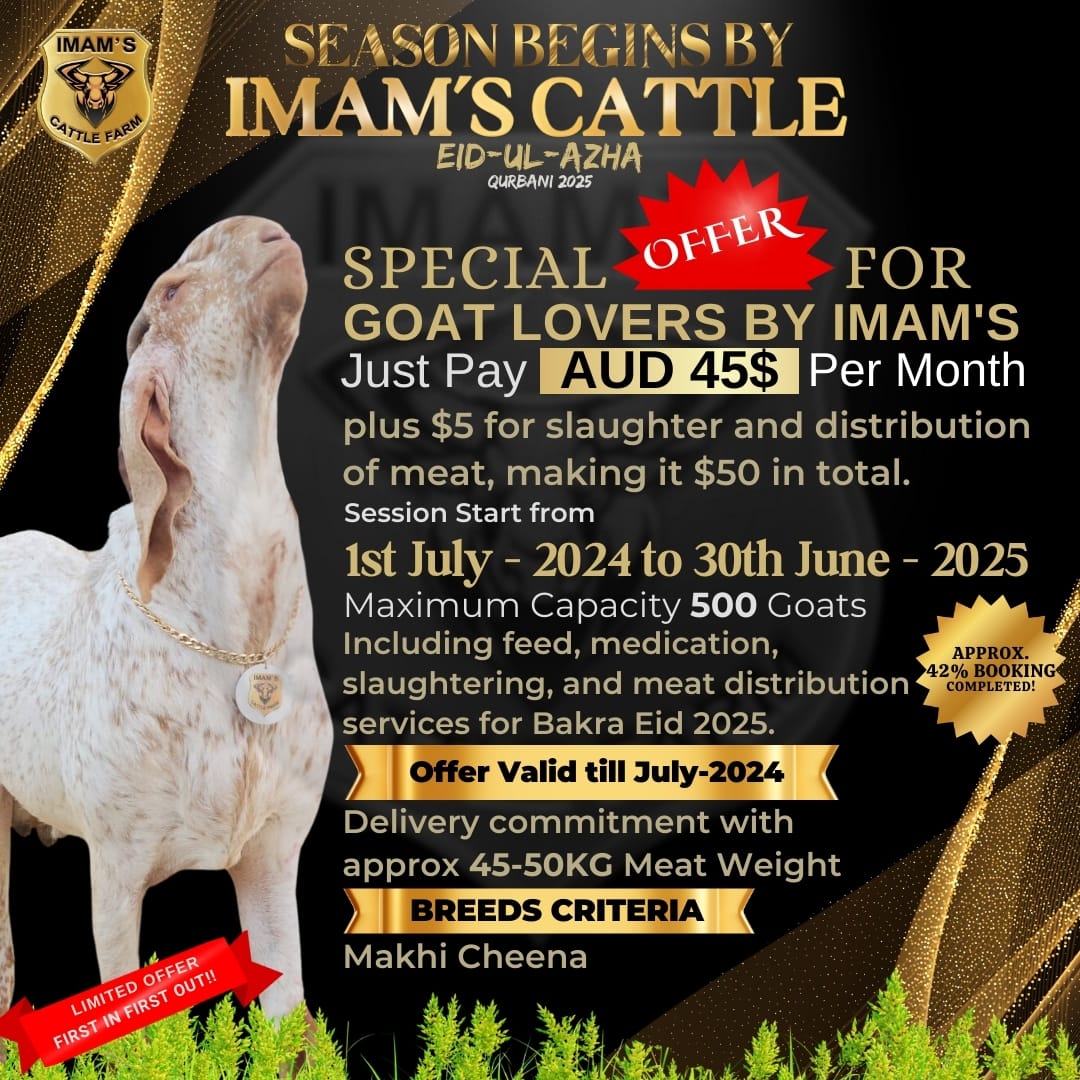 IMAM'S
CATTLE FARM
SEASON BEGINS BY
IMAM'S CATTLE
EID-UL-AZHA
QURBANI 2025
SPECIAL OFFER FOR
GOAT LOVERS BY IMAM'S
Just Pay AUD 45$ Per Month
plus $5 for slaughter and distribution
of meat, making it $50 in total.
Session Start from
1st July - 2024 to 30th June - 2025
Maximum Capacity 500 Goats
Including feed, medication,
slaughtering, and meat distribution
services for Bakra Eid 2025.
APPROX.
42% BOOKING
COMPLETED!
Offer Valid till July-2024
Delivery commitment with
approx 45-50KG Meat Weight
BREEDS CRITERIA
Makhi Cheena
IMAM'S
LIMITED OFFER
FIRST IN FIRST OUT!!